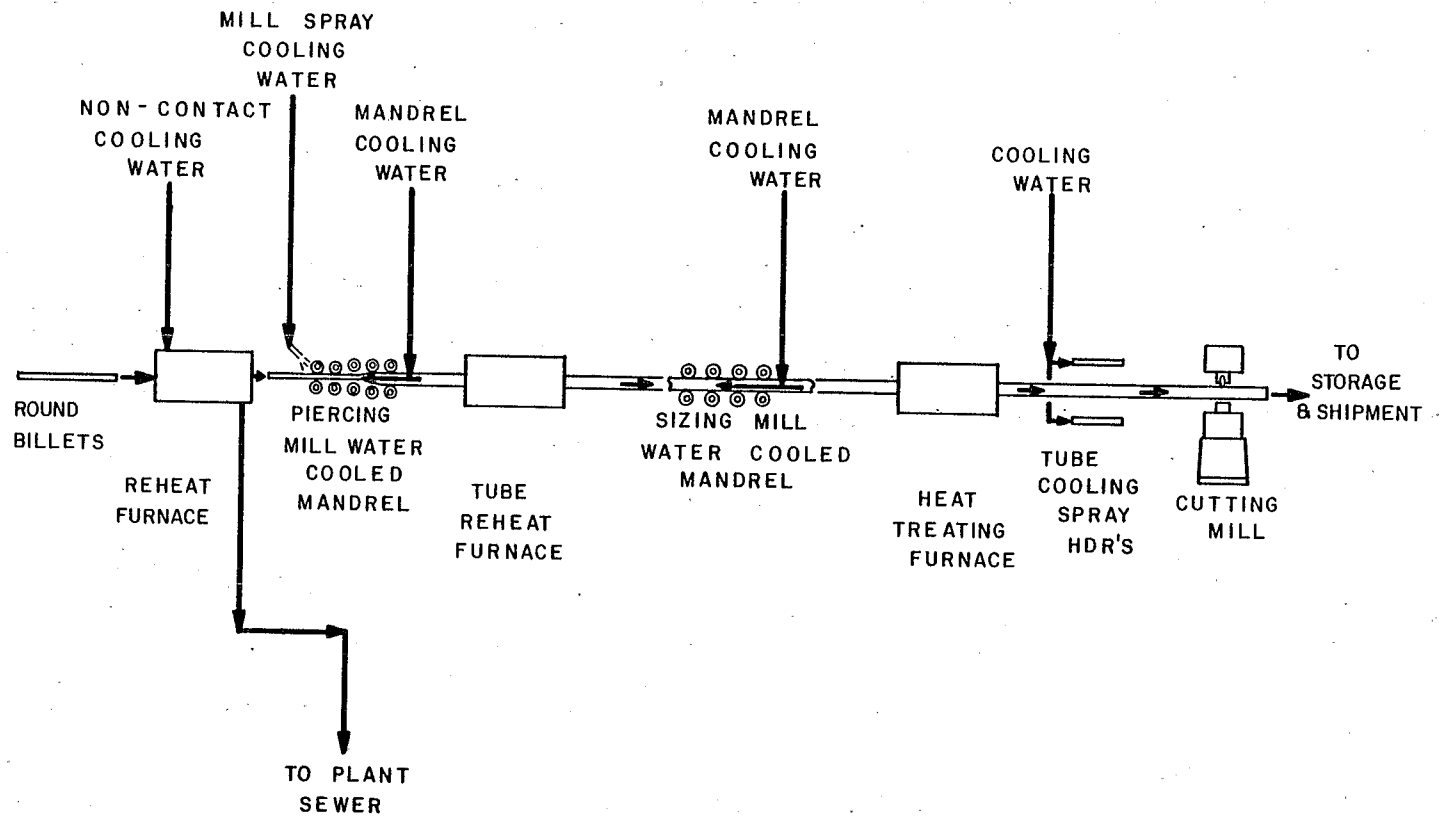 MILL SPRAY
COOLING
WATER
NON-CONTACT
COOLING
WATER
MANDREL
COOLING
WATER
MANDREL
COOLING
WATER
COOLING
WATER
ROUND
BILLETS
REHEAT
FURNACE
PIERCING
MILL WATER
COOLED
MANDREL
TUBE
REHEAT
FURNACE
SIZING MILL
WATER COOLED
MANDREL
HEAT
TREATING
FURNACE
TUBE
COOLING
SPRAY
HDR'S
CUTTING
MILL
TO
STORAGE
& SHIPMENT
TO PLANT
SEWER